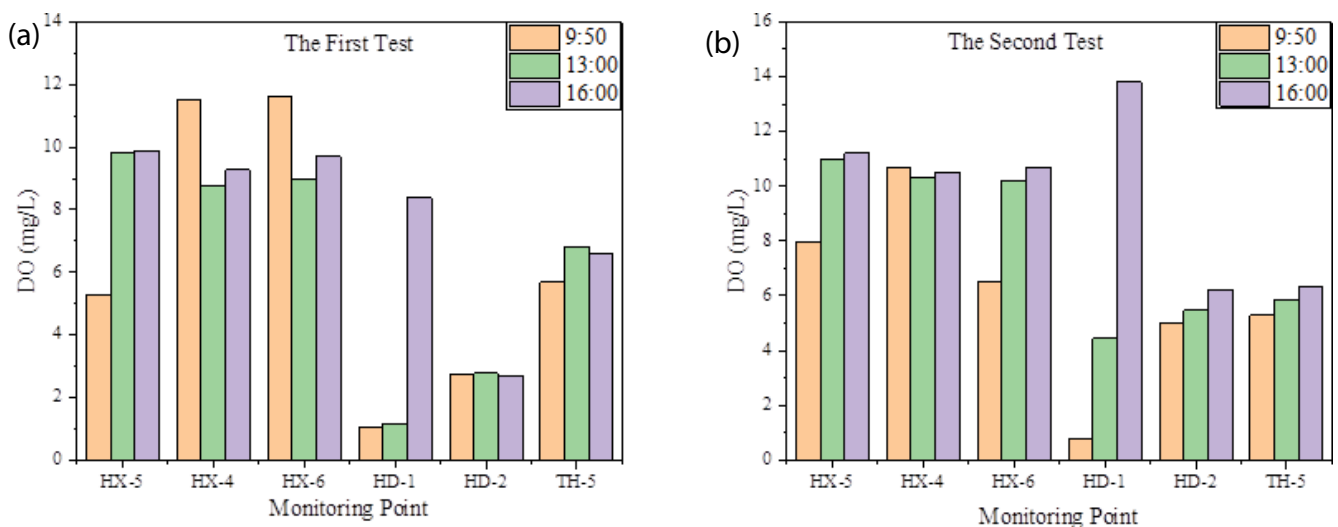 (a)
The First Test
9:50
13:00
16:00
14
12
10
8
6
4
2
0
DO (mg/L)
HX-5 HX-4 HX-6 HD-1 HD-2 TH-5
Monitoring Point
(b)
The Second Test
9:50
13:00
16:00
16
14
12
10
8
6
4
2
0
DO (mg/L)
HX-5 HX-4 HX-6 HD-1 HD-2 TH-5
Monitoring Point